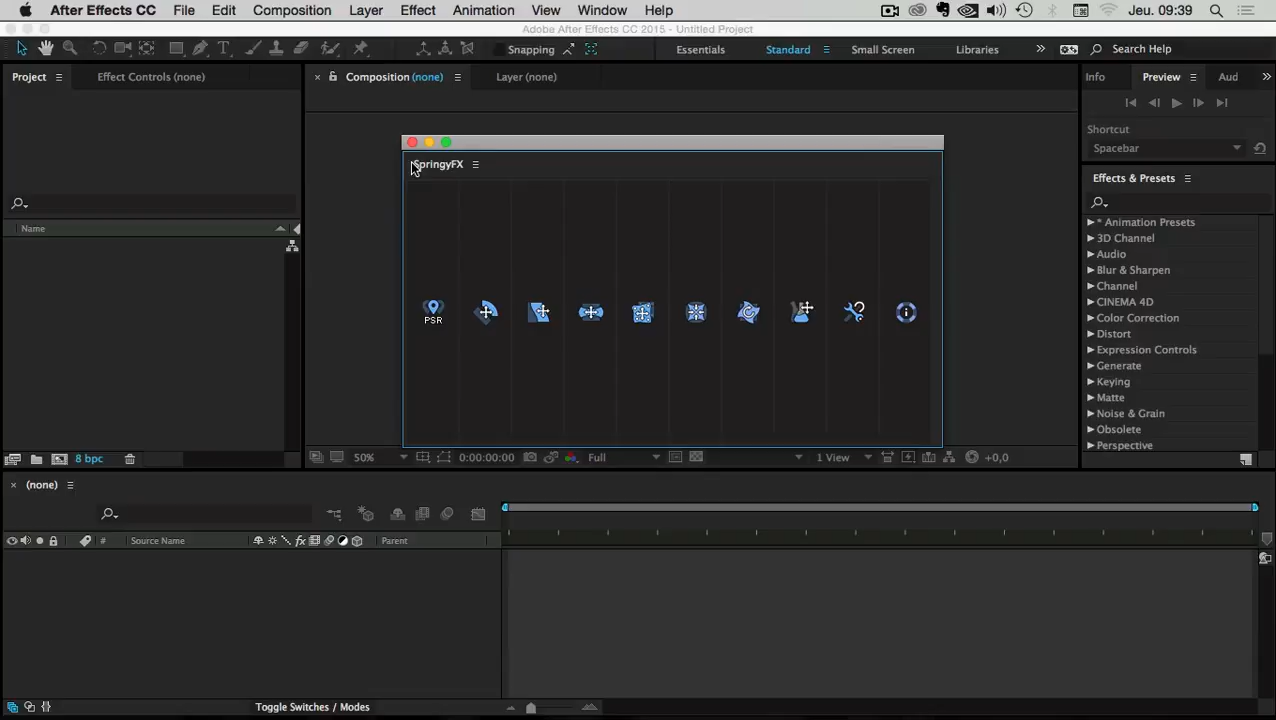 After Effects CC File Edit Composition Layer Effect Animation View Window Help Jeu. 09:39
Adobe After Effects CC 2015 - Untitled Project
Snapping Essentials Standard Small Screen Libraries Search Help
Project Effect Controls (none) Composition (none) Layer (none) Info Preview Aud
Shortcut
Spacebar
SpringyFX
Effects & Presets
Name
* Animation Presets
3D Channel
Audio
Blur & Sharpen
Channel
CINEMA 4D
Color Correction
Distort
Expression Controls
Generate
Keying
Matte
Noise & Grain
Obsolete
Perspective
PSR
8 bpc 50% 0:00:00:00 Full 1 View +0,0
(none)
# Source Name Parent
Toggle Switches / Modes